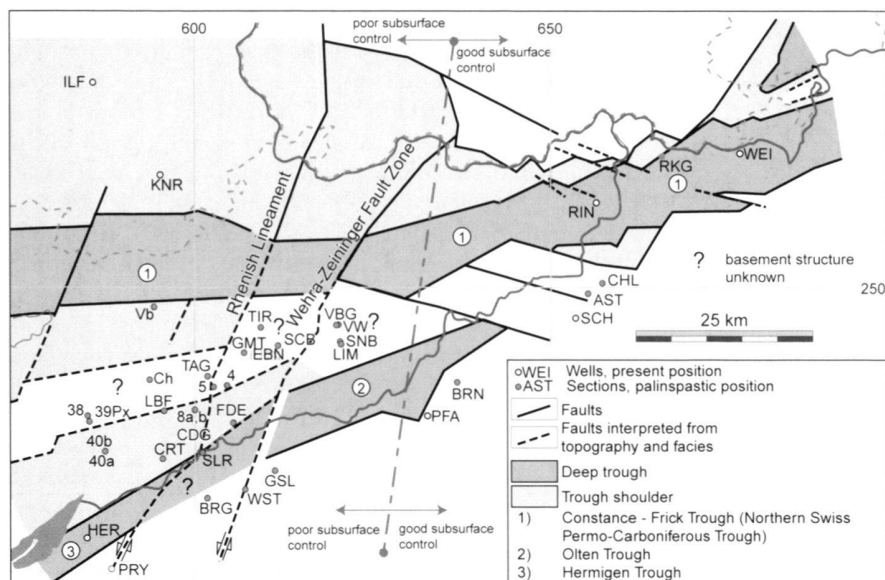 600
650
poor subsurface
control
good subsurface
control
ILF
KNR
WEI
RKG
RIN
1
1
1
Rhenish Lineament
Wehra-Zeininger Fault Zone
? basement structure
unknown
CHL
AST
SCH
250
25 km
Vb
TIR
?
VBG
VW
?
GMT
EBN
SCB
SNB
LIM
TAG
5
4
?
Ch
LBF
8a,b
FDE
2
BRN
PFA
38
39Px
40b
40a
CDG
CRT
SLR
?
GSL
WST
BRG
HER
3
PRY
poor subsurface
control
good subsurface
control
WEI Wells, present position
AST Sections, palinspastic position
Faults
Faults interpreted from
topography and facies
Deep trough
Trough shoulder
1) Constance - Frick Trough (Northern Swiss
Permo-Carboniferous Trough)
2) Olten Trough
3) Hermigen Trough